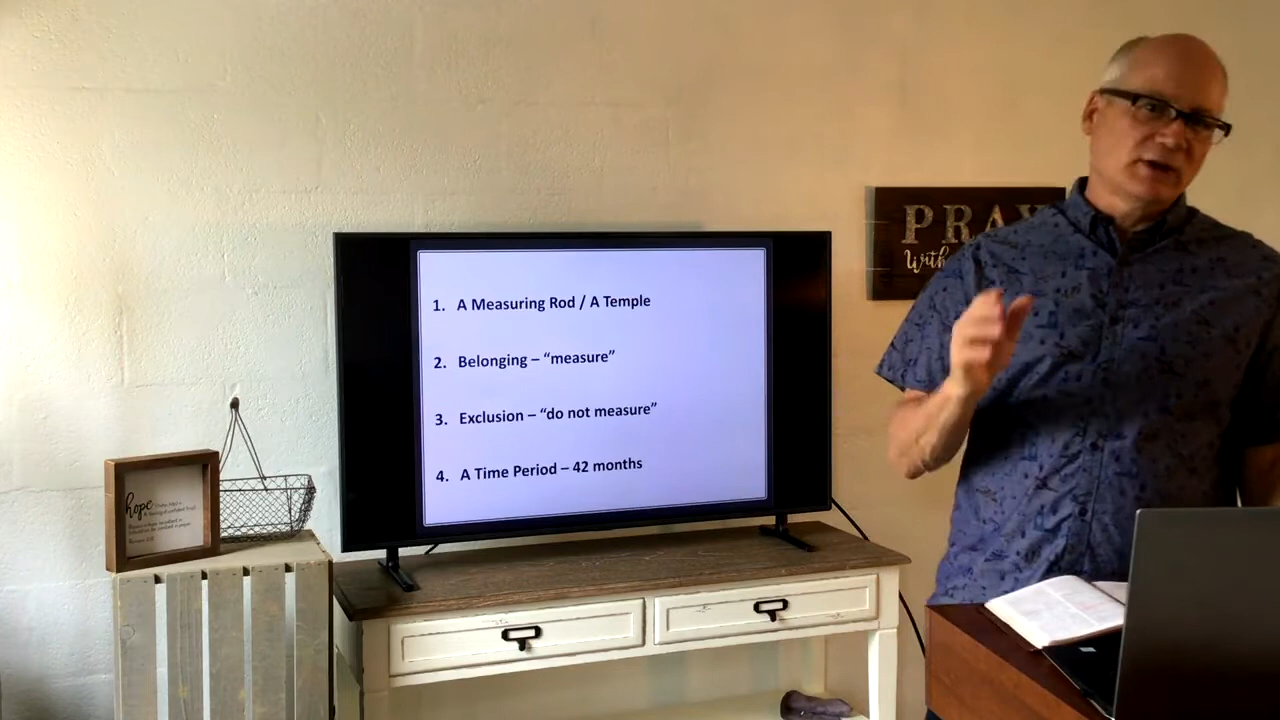 1. A Measuring Rod / A Temple
2. Belonging – “measure”
3. Exclusion – “do not measure”
4. A Time Period – 42 months
PRAY
With
hope